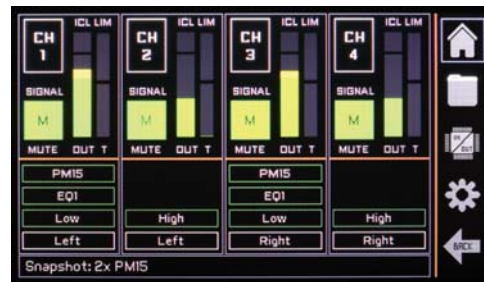 CH 1 ICL LIM
SIGNAL
M
MUTE OUT T
PM15
EQ1
Low
Left
CH 2 ICL LIM
SIGNAL
M
MUTE OUT T
High
Left
CH 3 ICL LIM
SIGNAL
M
MUTE OUT T
PM15
EQ1
Low
Right
CH 4 ICL LIM
SIGNAL
M
MUTE OUT T
High
Right
IN
OUT
BACK
Snapshot: 2x PM15